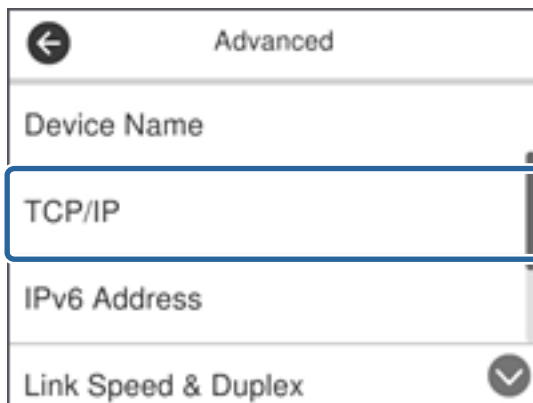 Advanced
Device Name
TCP/IP
IPv6 Address
Link Speed & Duplex